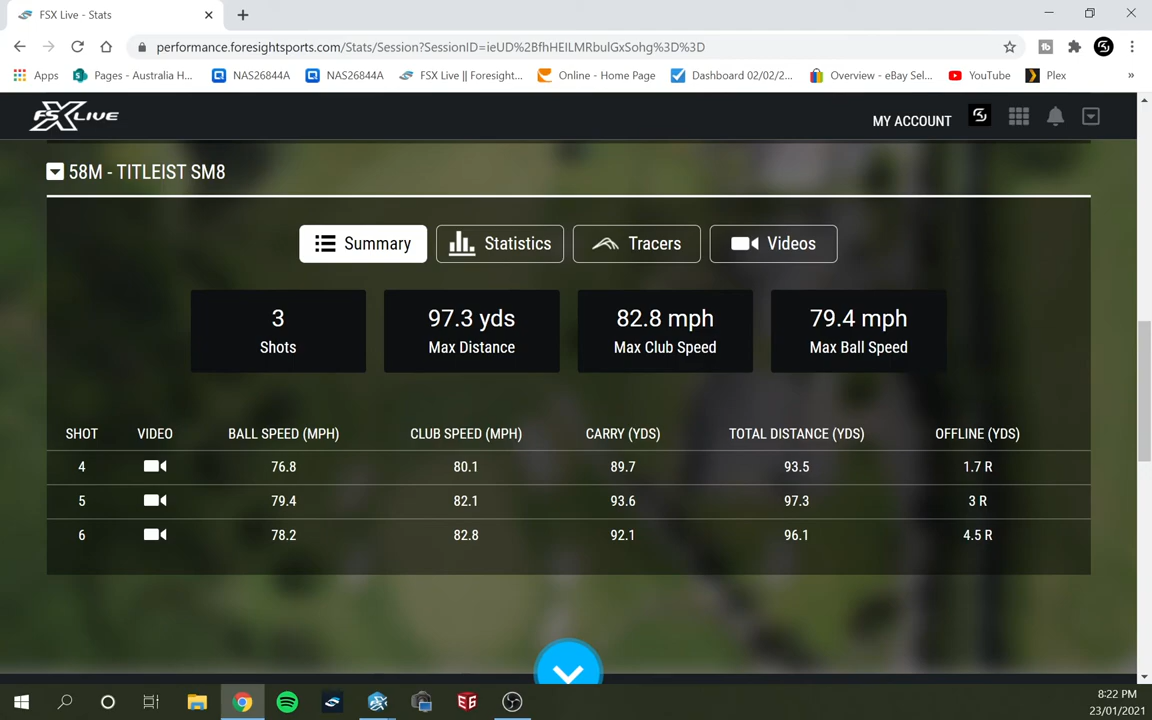 FSX Live - Stats
performance.foresightsports.com/Stats/Session?SessionID=ieUD%2BfhHEILMRbulGxSohg%3D%3D
Apps Pages - Australia H... NAS26844A NAS26844A FSX Live || Foresight... Online - Home Page Dashboard 02/02/2... Overview - eBay Sel... YouTube Plex »
FSX LIVE MY ACCOUNT
58M - TITLEIST SM8
Summary Statistics Tracers Videos
3 97.3 yds 82.8 mph 79.4 mph
Shots Max Distance Max Club Speed Max Ball Speed
SHOT VIDEO BALL SPEED (MPH) CLUB SPEED (MPH) CARRY (YDS) TOTAL DISTANCE (YDS) OFFLINE (YDS)
4 76.8 80.1 89.7 93.5 1.7 R
5 79.4 82.1 93.6 97.3 3 R
6 78.2 82.8 92.1 96.1 4.5 R
8:22 PM
23/01/2021